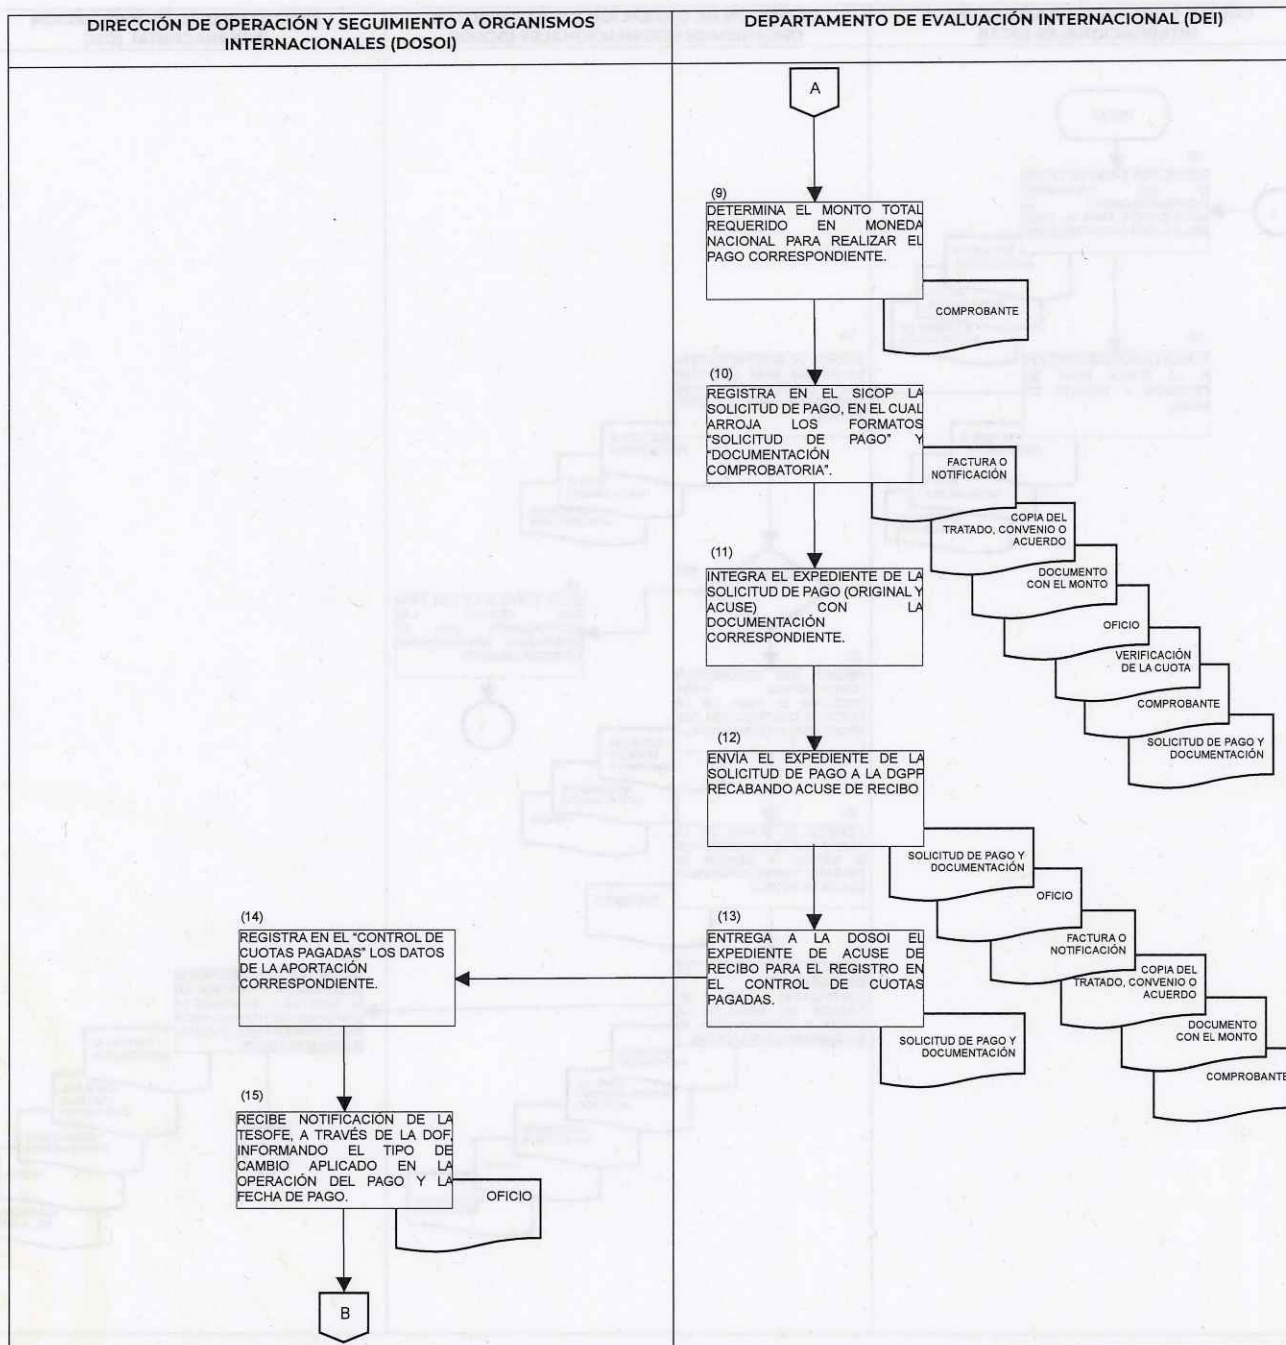 DIRECCIÓN DE OPERACIÓN Y SEGUIMIENTO A ORGANISMOS
INTERNACIONALES (DOSOI)
DEPARTAMENTO DE EVALUACIÓN INTERNACIONAL (DEI)
A
(9)
DETERMINA EL MONTO TOTAL
REQUERIDO EN MONEDA
NACIONAL PARA REALIZAR EL
PAGO CORRESPONDIENTE.
COMPROBANTE
(10)
REGISTRA EN EL SICOP LA
SOLICITUD DE PAGO, EN EL CUAL
ARROJA LOS FORMATOS
"SOLICITUD DE PAGO" Y
"DOCUMENTACIÓN
COMPROBATORIA".
FACTURA O
NOTIFICACIÓN
COPIA DEL
TRATADO, CONVENIO O
ACUERDO
DOCUMENTO
CON EL MONTO
OFICIO
VERIFICACIÓN
DE LA CUOTA
COMPROBANTE
SOLICITUD DE PAGO Y
DOCUMENTACIÓN
(11)
INTEGRA EL EXPEDIENTE DE LA
SOLICITUD DE PAGO (ORIGINAL Y
ACUSE) CON LA
DOCUMENTACIÓN
CORRESPONDIENTE.
(12)
ENVÍA EL EXPEDIENTE DE LA
SOLICITUD DE PAGO A LA DGPP
RECABANDO ACUSE DE RECIBO
SOLICITUD DE PAGO Y
DOCUMENTACIÓN
OFICIO
FACTURA O
NOTIFICACIÓN
COPIA DEL
TRATADO, CONVENIO O
ACUERDO
DOCUMENTO
CON EL MONTO
COMPROBANTE
(13)
ENTREGA A LA DOSOI EL
EXPEDIENTE DE ACUSE DE
RECIBO PARA EL REGISTRO EN
EL CONTROL DE CUOTAS
PAGADAS.
SOLICITUD DE PAGO Y
DOCUMENTACIÓN
(14)
REGISTRA EN EL "CONTROL DE
CUOTAS PAGADAS" LOS DATOS
DE LA APORTACIÓN
CORRESPONDIENTE.
(15)
RECIBE NOTIFICACIÓN DE LA
TESOFE, A TRAVÉS DE LA DOF,
INFORMANDO EL TIPO DE
CAMBIO APLICADO EN LA
OPERACIÓN DEL PAGO Y LA
FECHA DE PAGO.
OFICIO
B